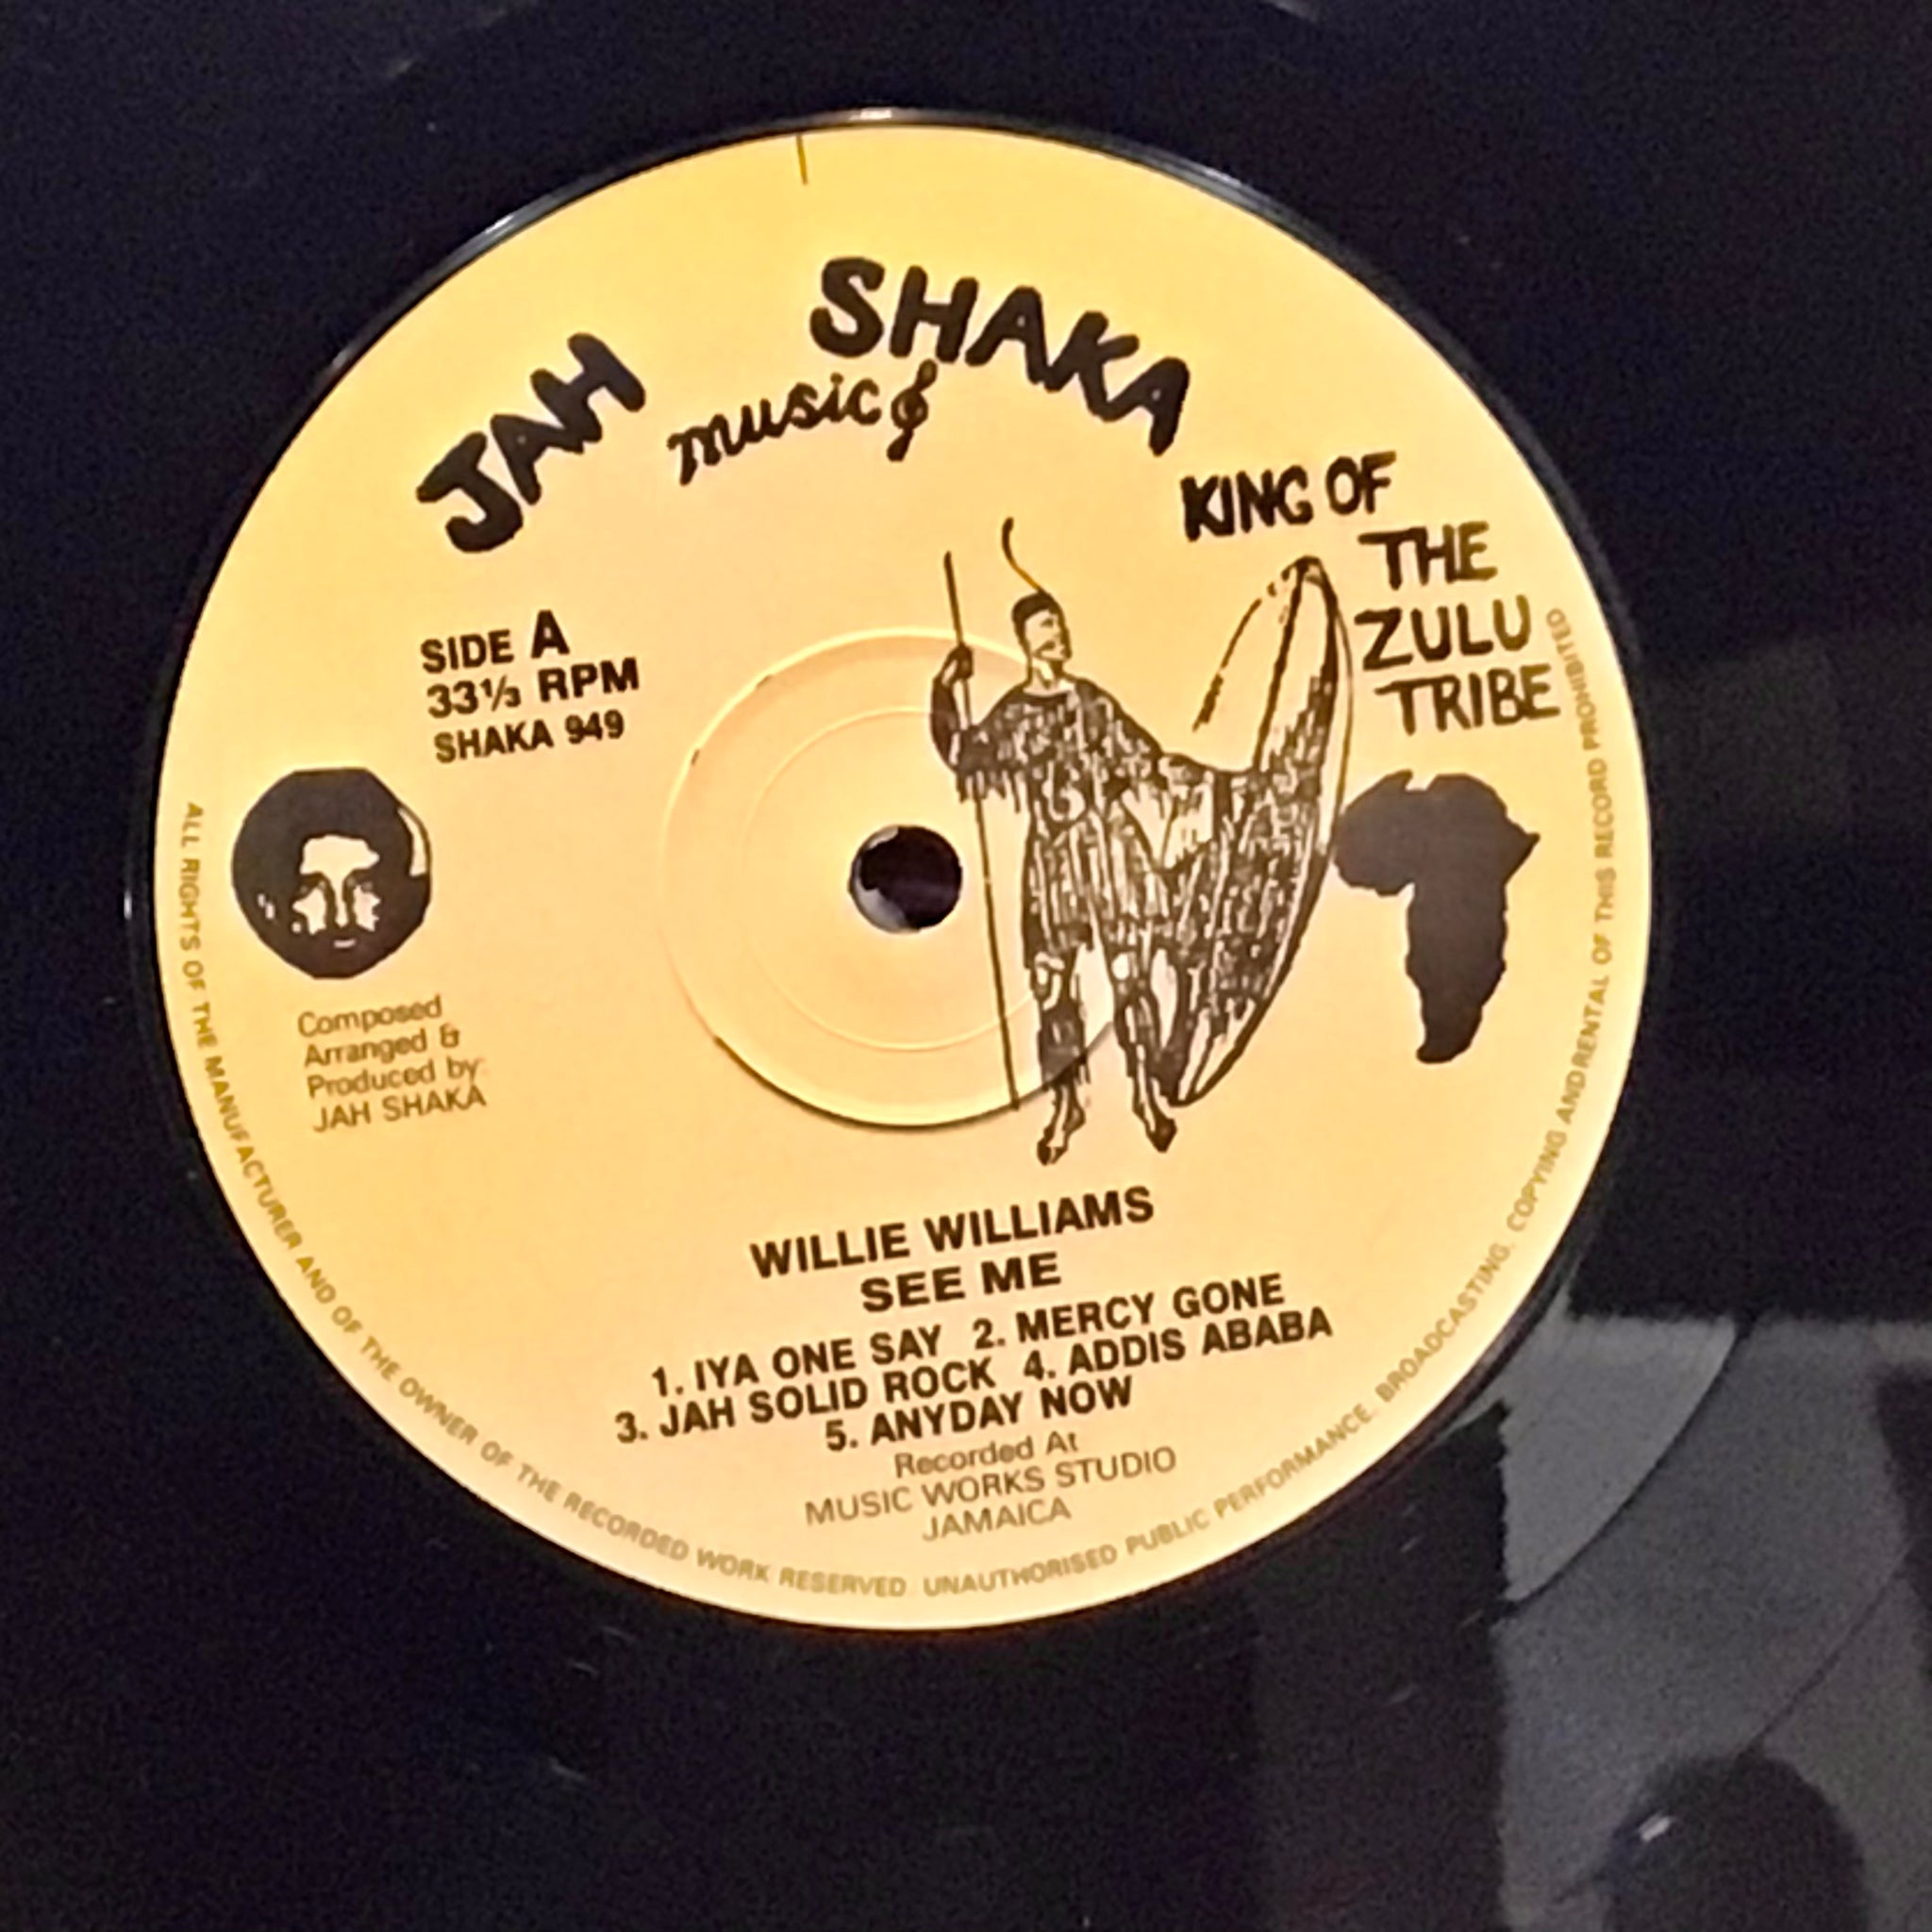 JAH SHAKA
music
KING OF
THE
ZULU
TRIBE
SIDE A
33⅓ RPM
SHAKA 949
Composed
Arranged &
Produced by
JAH SHAKA
WILLIE WILLIAMS
SEE ME
1. IYA ONE SAY 2. MERCY GONE
3. JAH SOLID ROCK 4. ADDIS ABABA
5. ANYDAY NOW
Recorded At
MUSIC WORKS STUDIO
JAMAICA
ALL RIGHTS OF THE MANUFACTURER AND OF THE OWNER OF THE RECORDED WORK RESERVED. UNAUTHORISED PUBLIC PERFORMANCE. BROADCASTING. COPYING ANDRENTAL OF THIS RECORD PROHIBITED